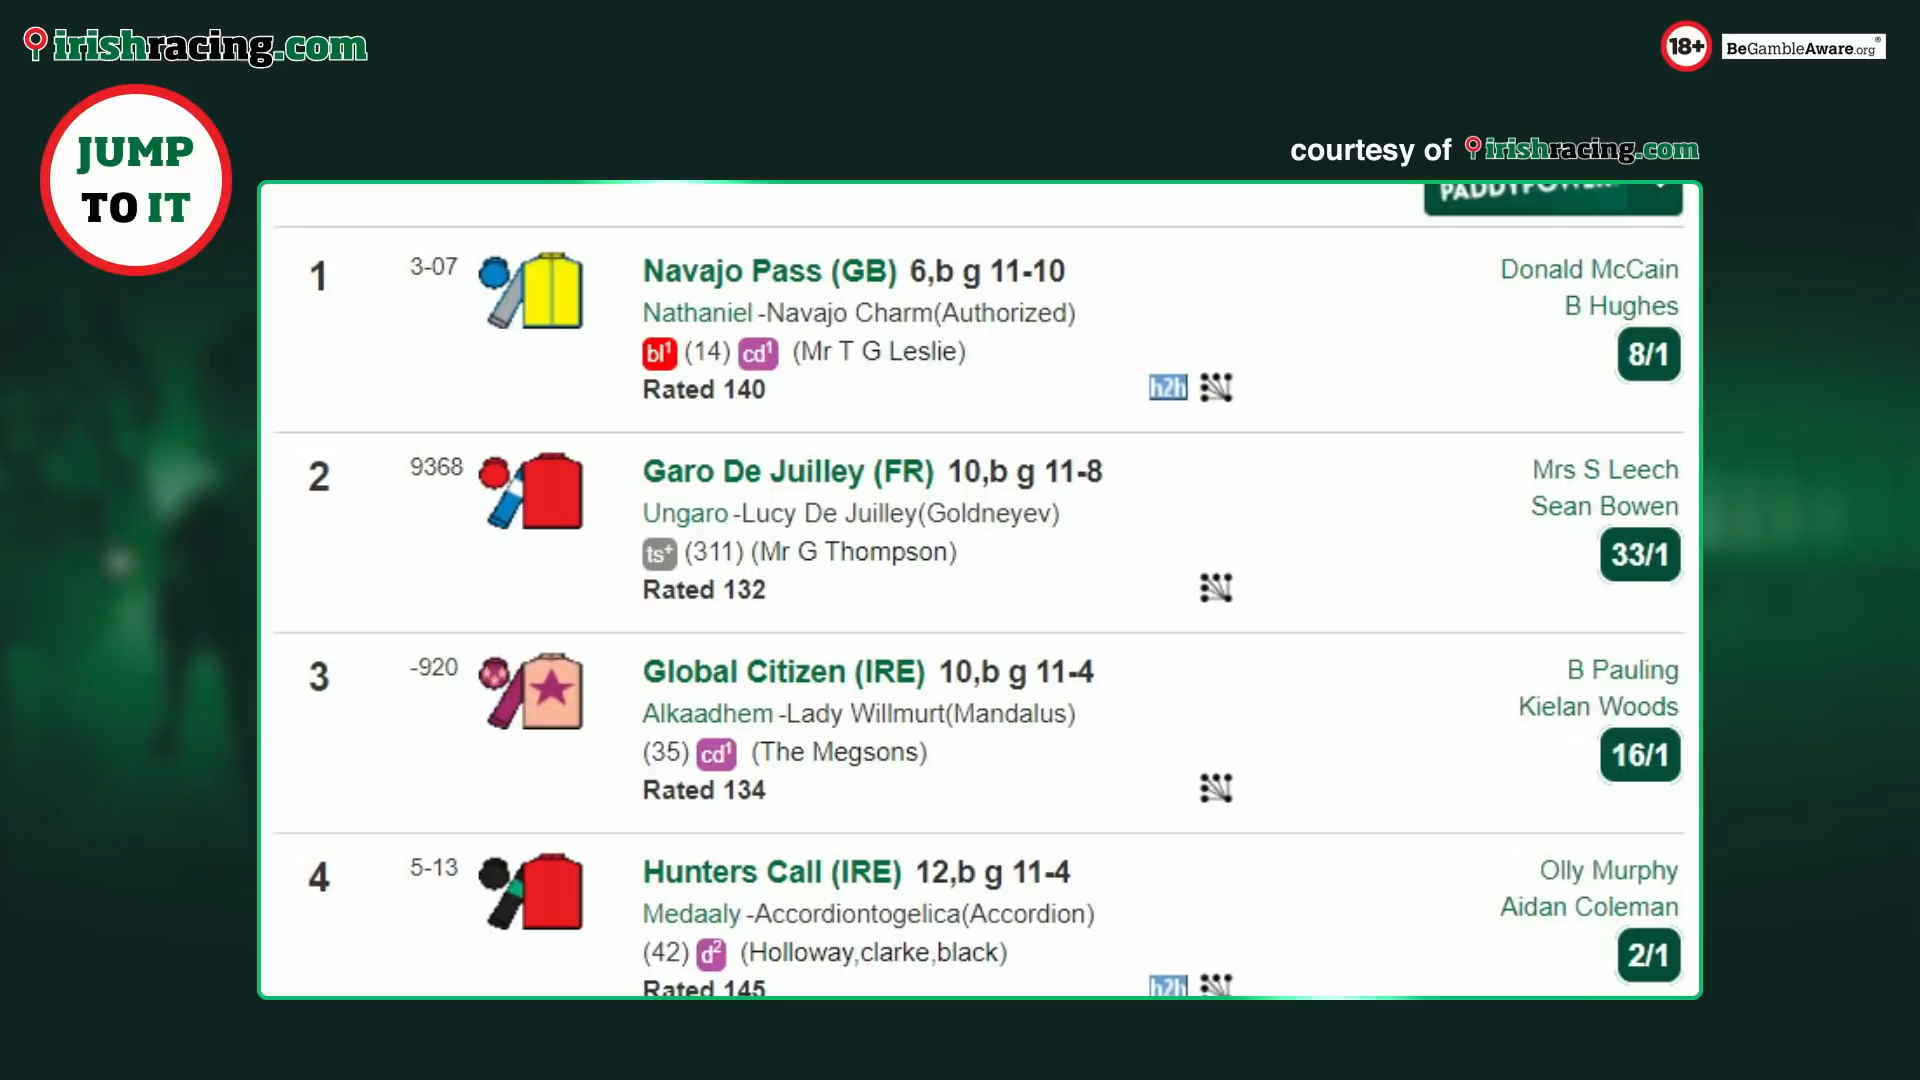 irishracing.com
18+ BeGambleAware.org®
JUMP
TO IT
courtesy of irishracing.com
PADDYPOWER.
1 3-07 Navajo Pass (GB) 6,b g 11-10 Donald McCain
Nathaniel -Navajo Charm(Authorized) B Hughes
bl1 (14) cd1 (Mr T G Leslie) 8/1
Rated 140 h2h
2 9368 Garo De Juilley (FR) 10,b g 11-8 Mrs S Leech
Ungaro -Lucy De Juilley(Goldneyev) Sean Bowen
ts+ (311) (Mr G Thompson) 33/1
Rated 132
3 -920 Global Citizen (IRE) 10,b g 11-4 B Pauling
Alkaadhem -Lady Willmurt(Mandalus) Kielan Woods
(35) cd1 (The Megsons) 16/1
Rated 134
4 5-13 Hunters Call (IRE) 12,b g 11-4 Olly Murphy
Medaaly -Accordiontogelica(Accordion) Aidan Coleman
(42) d2 (Holloway,clarke,black) 2/1
Rated 145 h2h